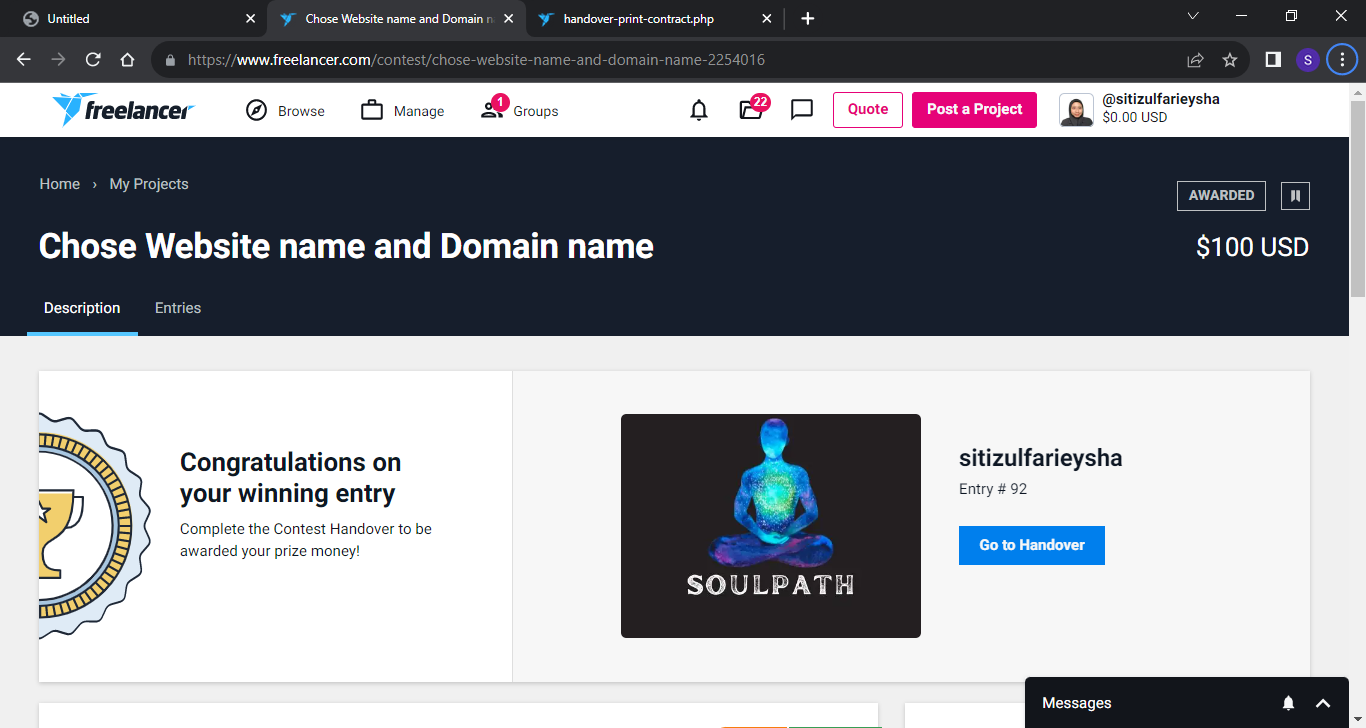 Untitled
Chose Website name and Domain n
handover-print-contract.php
https://www.freelancer.com/contest/chose-website-name-and-domain-name-2254016
S
freelancer
Browse
Manage
1
Groups
22
Quote
Post a Project
@sitizulfarieysha
$0.00 USD
Home › My Projects
AWARDED
Chose Website name and Domain name
$100 USD
Description
Entries
Congratulations on
your winning entry
Complete the Contest Handover to be
awarded your prize money!
SOULPATH
sitizulfarieysha
Entry # 92
Go to Handover
Messages